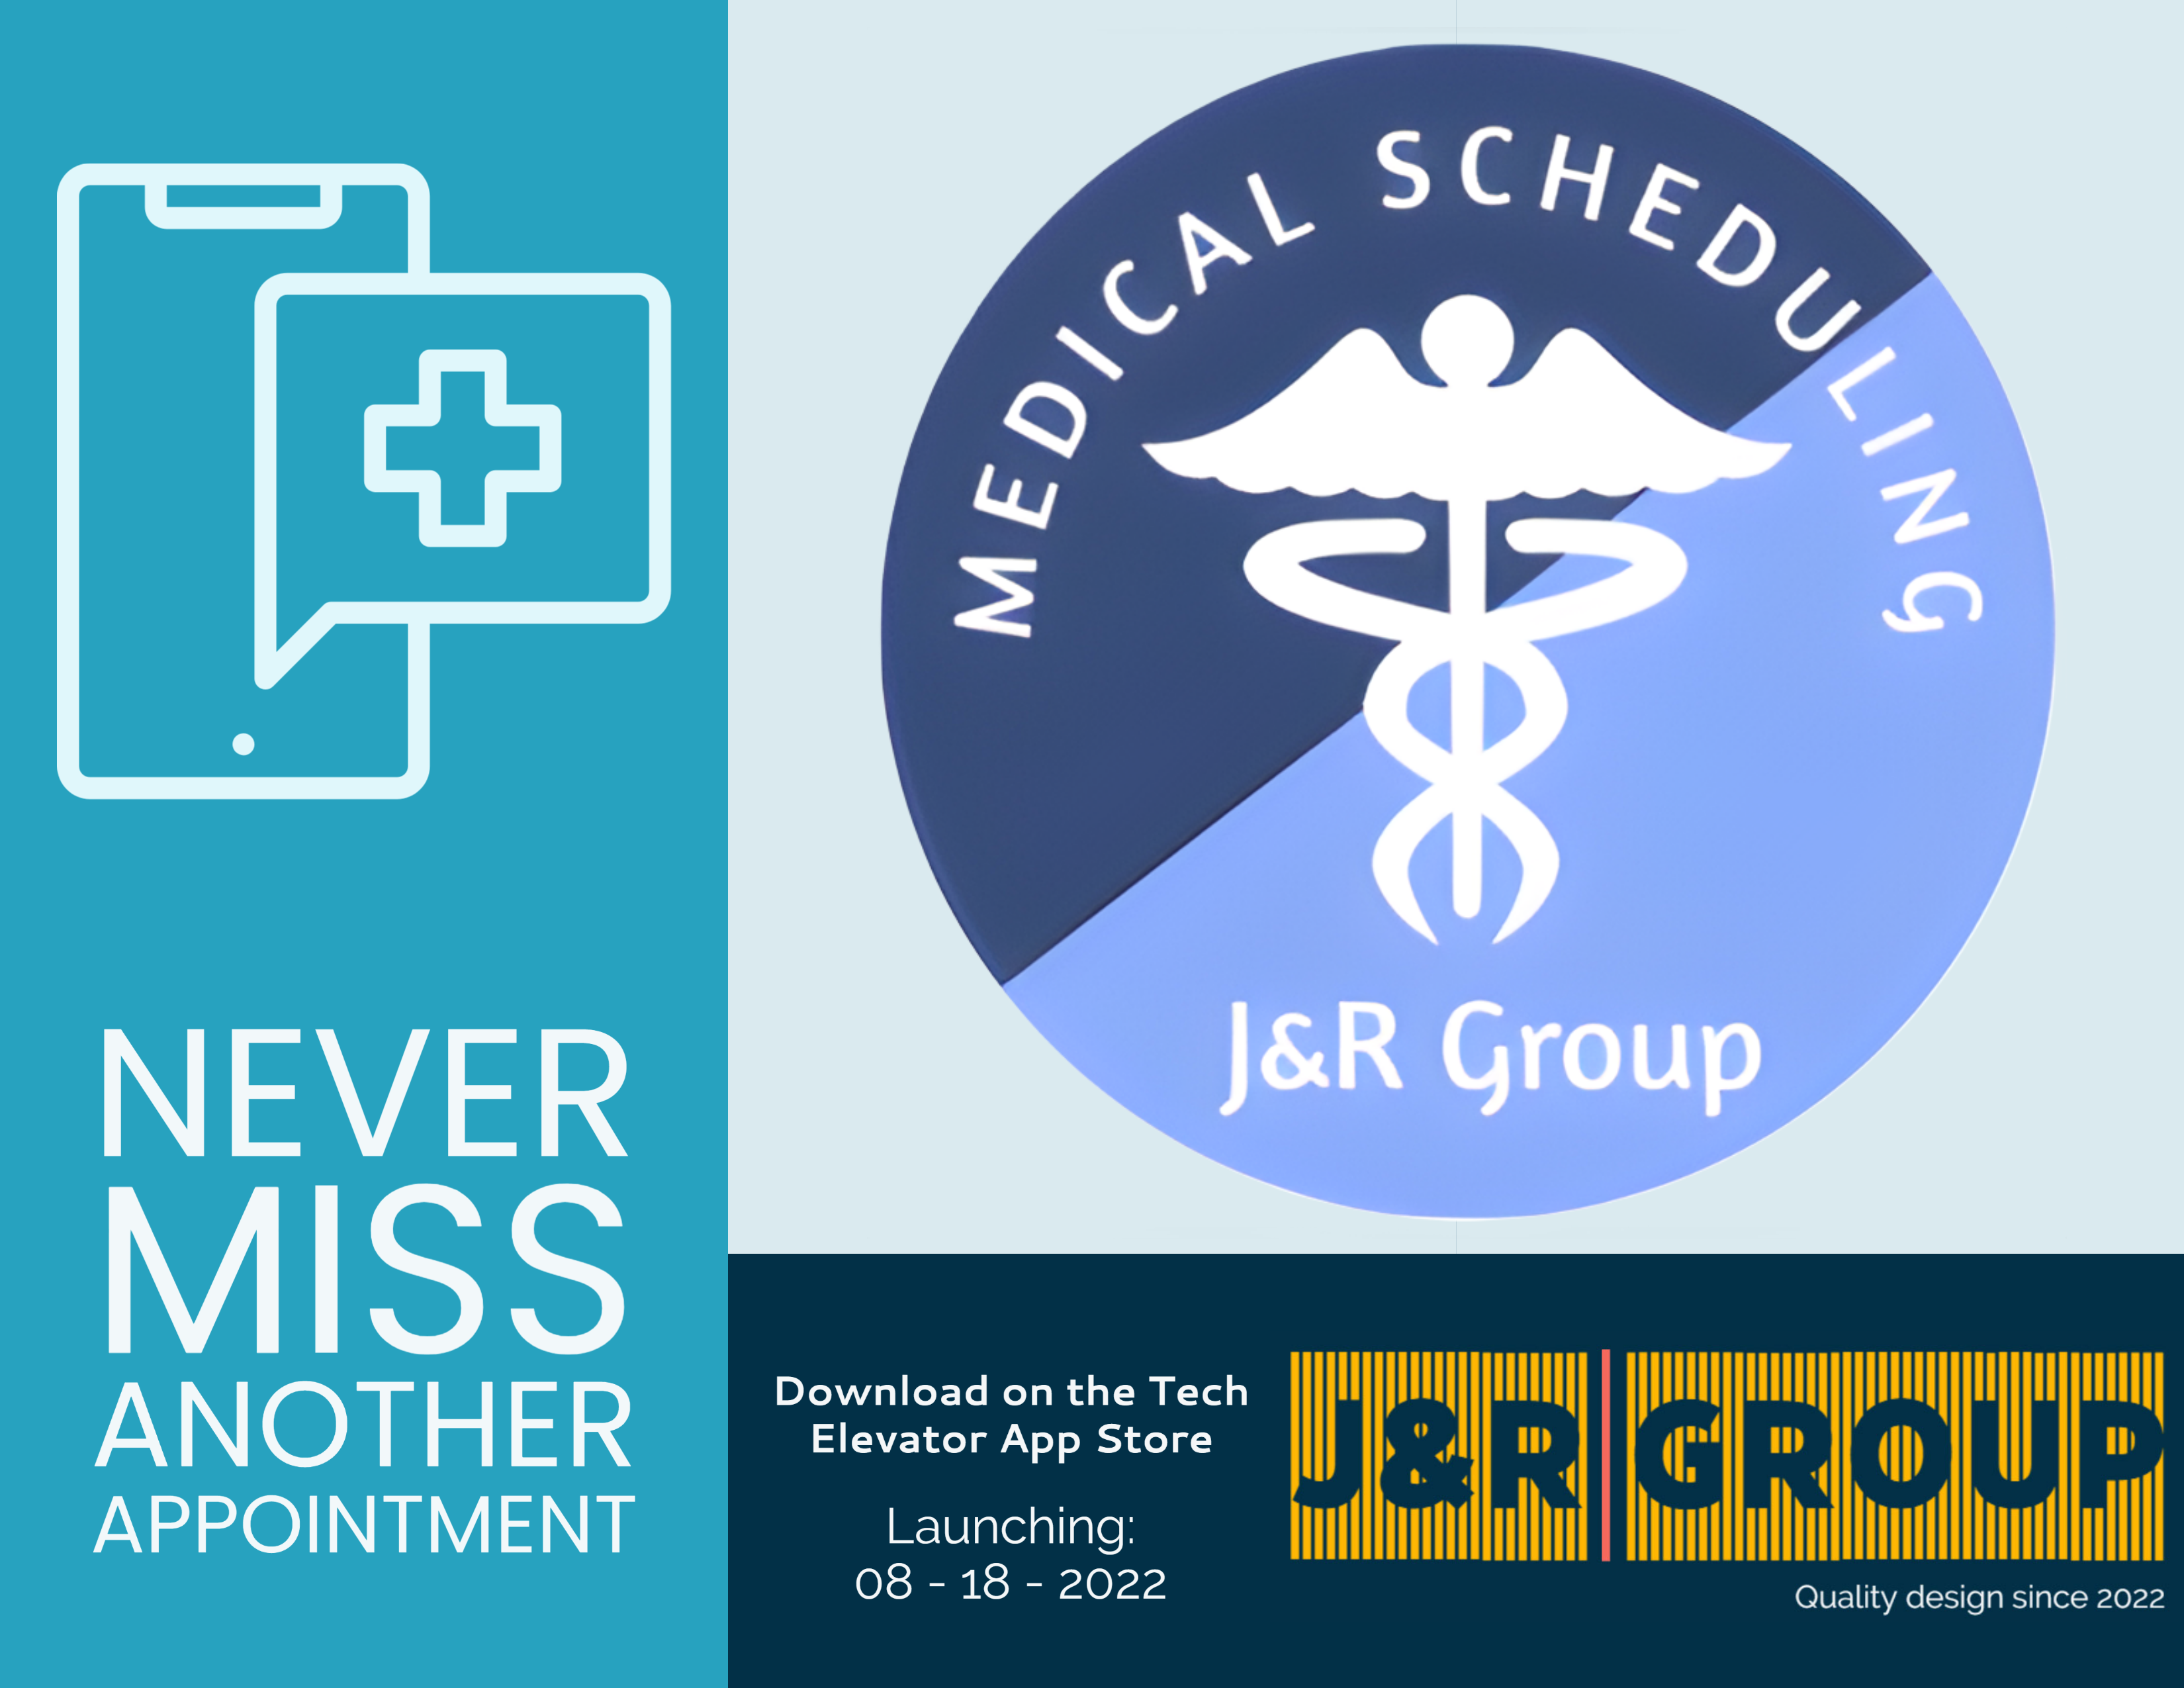 NEVER
MISS
ANOTHER
APPOINTMENT
MEDICAL SCHEDULING
J&R Group
Download on the Tech
Elevator App Store
Launching:
08 - 18 - 2022
J&R | GROUP
Quality design since 2022